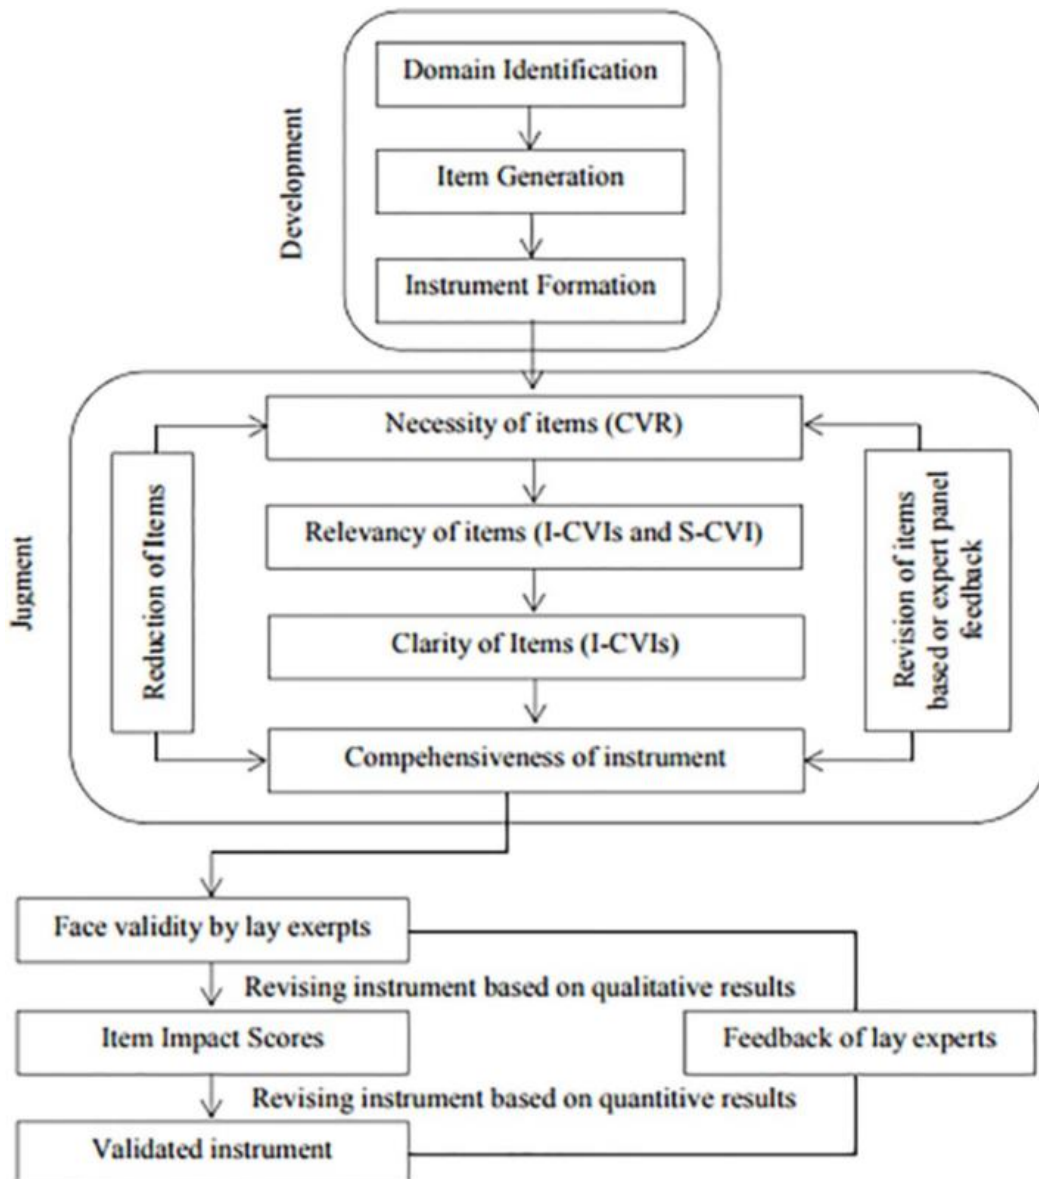 Development
Domain Identification
Item Generation
Instrument Formation
Jugment
Necessity of items (CVR)
Reduction of Items
Relevancy of items (I-CVIs and S-CVI)
Clarity of Items (I-CVIs)
Compehensiveness of instrument
Revision of items
based or expert panel
feedback
Face validity by lay exerpts
Revising instrument based on qualitative results
Item Impact Scores
Feedback of lay experts
Revising instrument based on quantitive results
Validated instrument